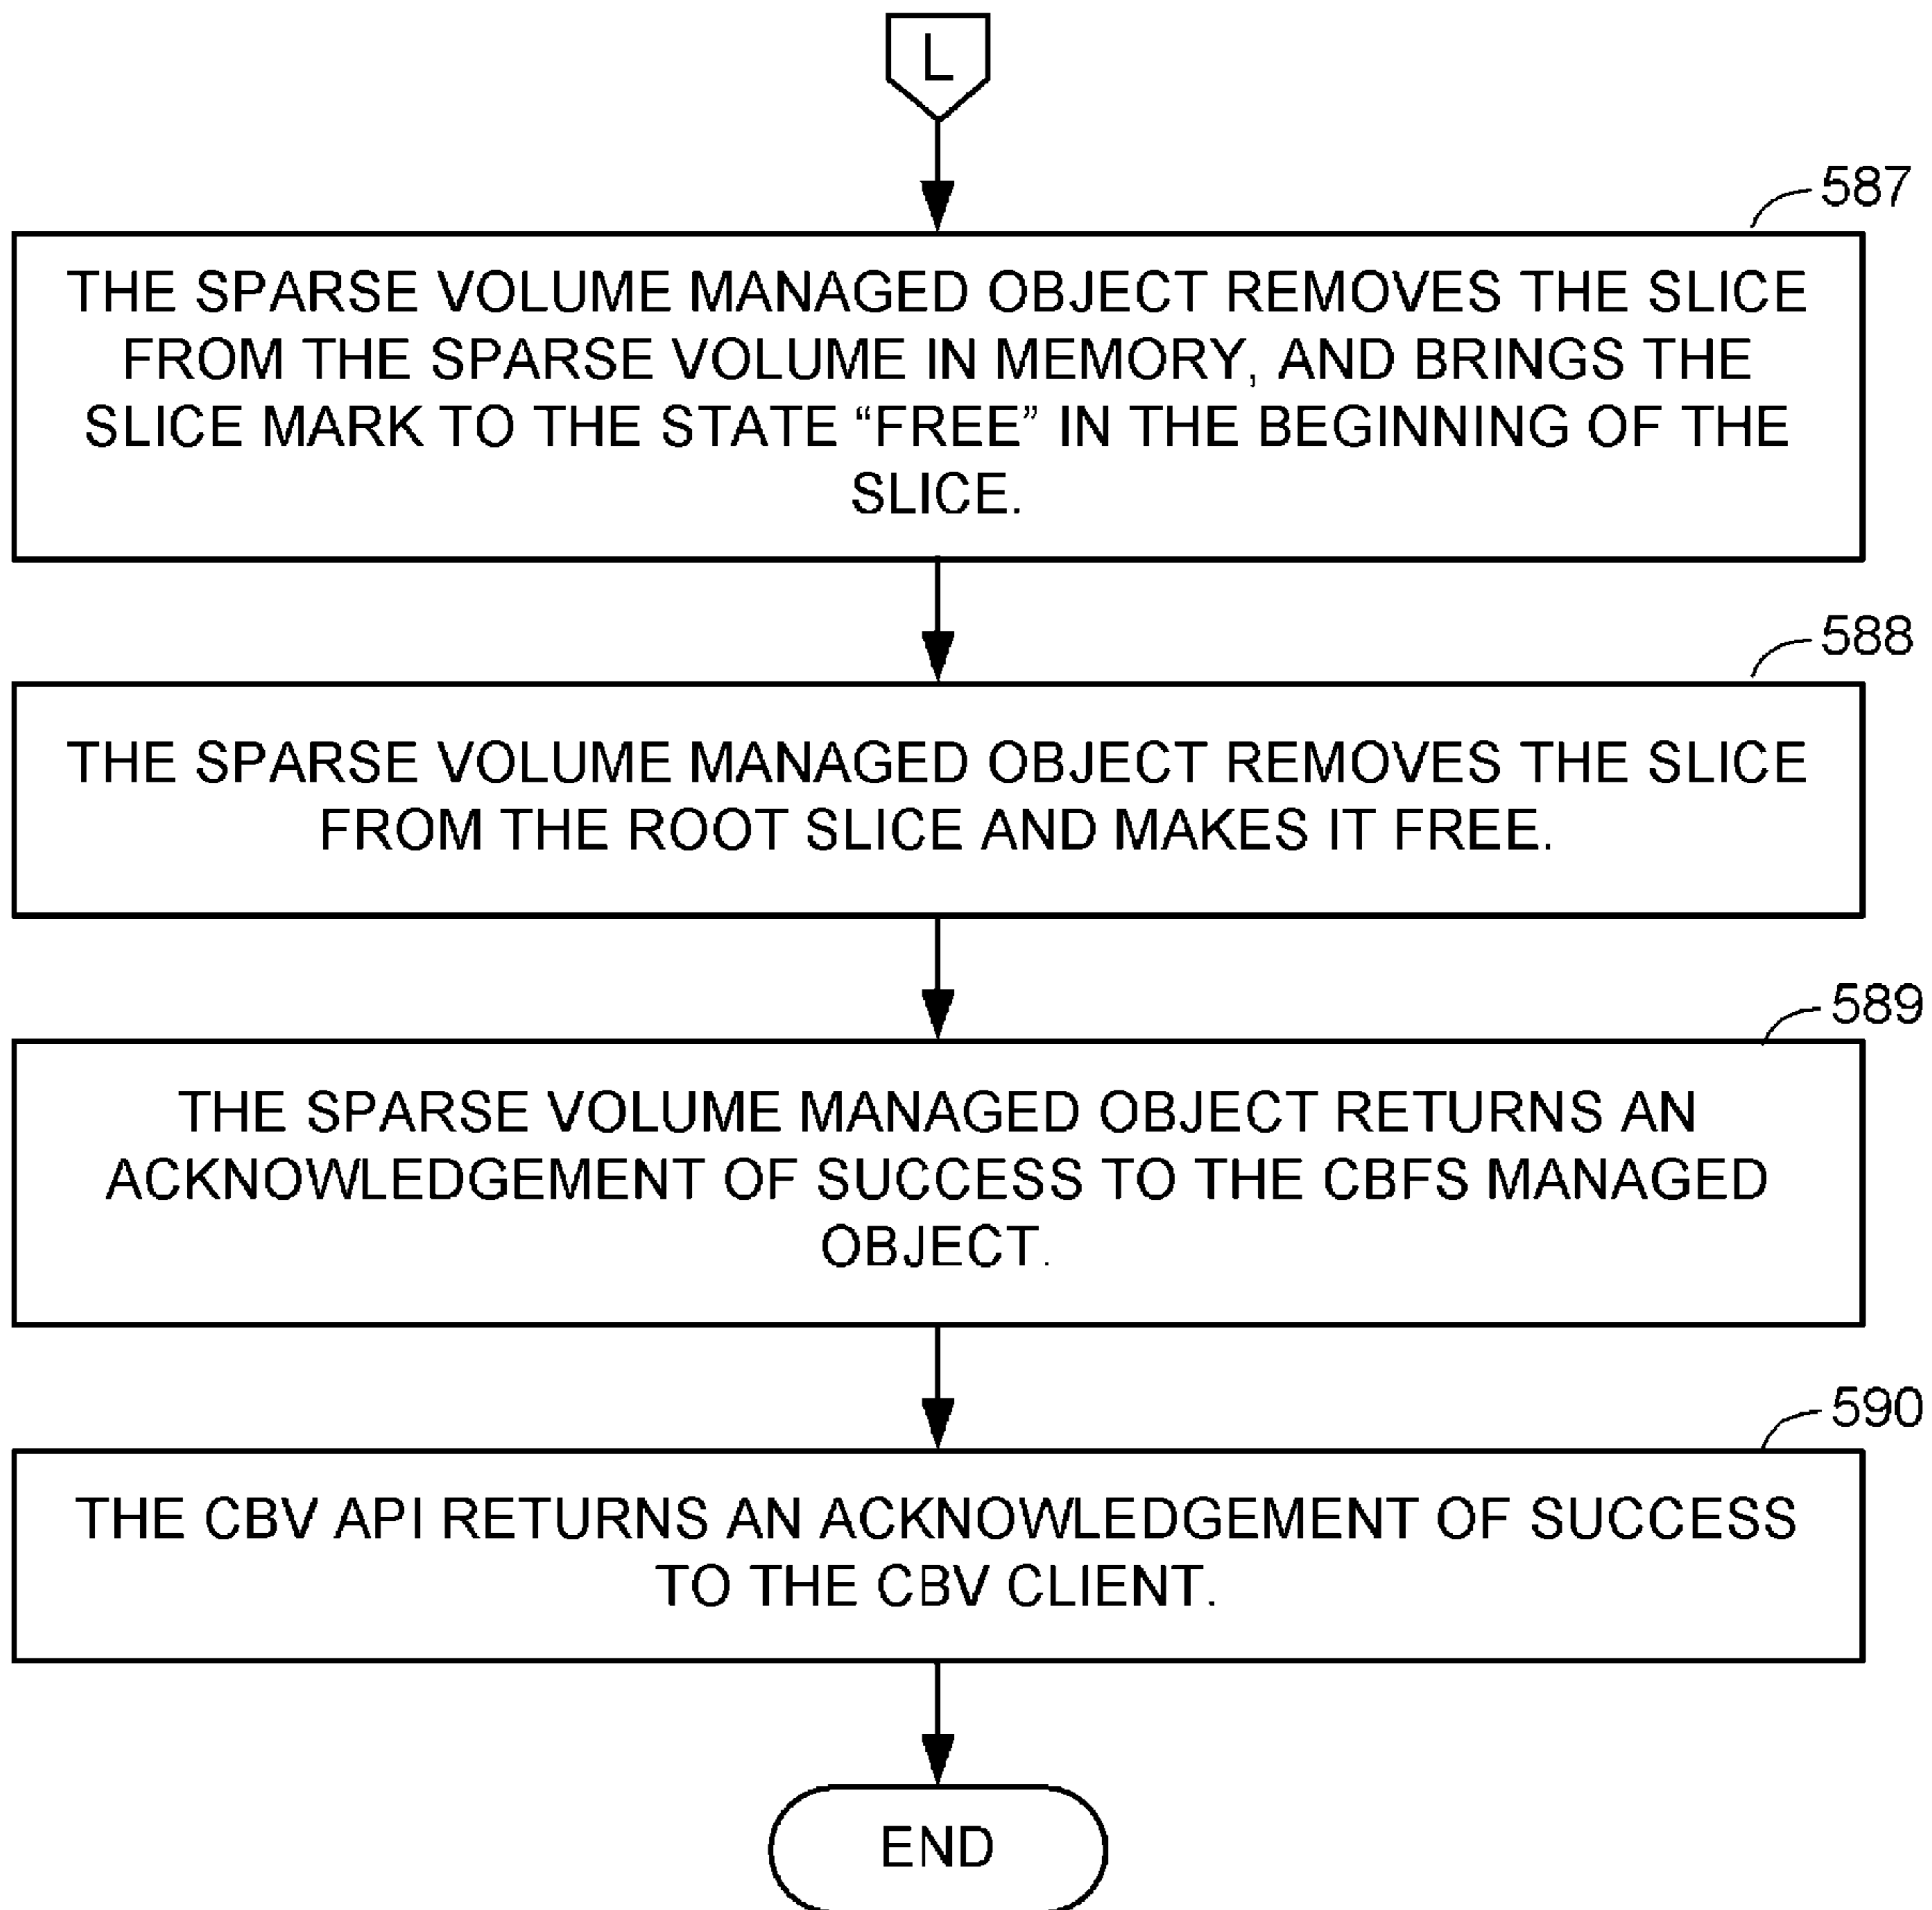 L
587
THE SPARSE VOLUME MANAGED OBJECT REMOVES THE SLICE
FROM THE SPARSE VOLUME IN MEMORY, AND BRINGS THE
SLICE MARK TO THE STATE “FREE” IN THE BEGINNING OF THE
SLICE.
588
THE SPARSE VOLUME MANAGED OBJECT REMOVES THE SLICE
FROM THE ROOT SLICE AND MAKES IT FREE.
589
THE SPARSE VOLUME MANAGED OBJECT RETURNS AN
ACKNOWLEDGEMENT OF SUCCESS TO THE CBFS MANAGED
OBJECT.
590
THE CBV API RETURNS AN ACKNOWLEDGEMENT OF SUCCESS
TO THE CBV CLIENT.
END